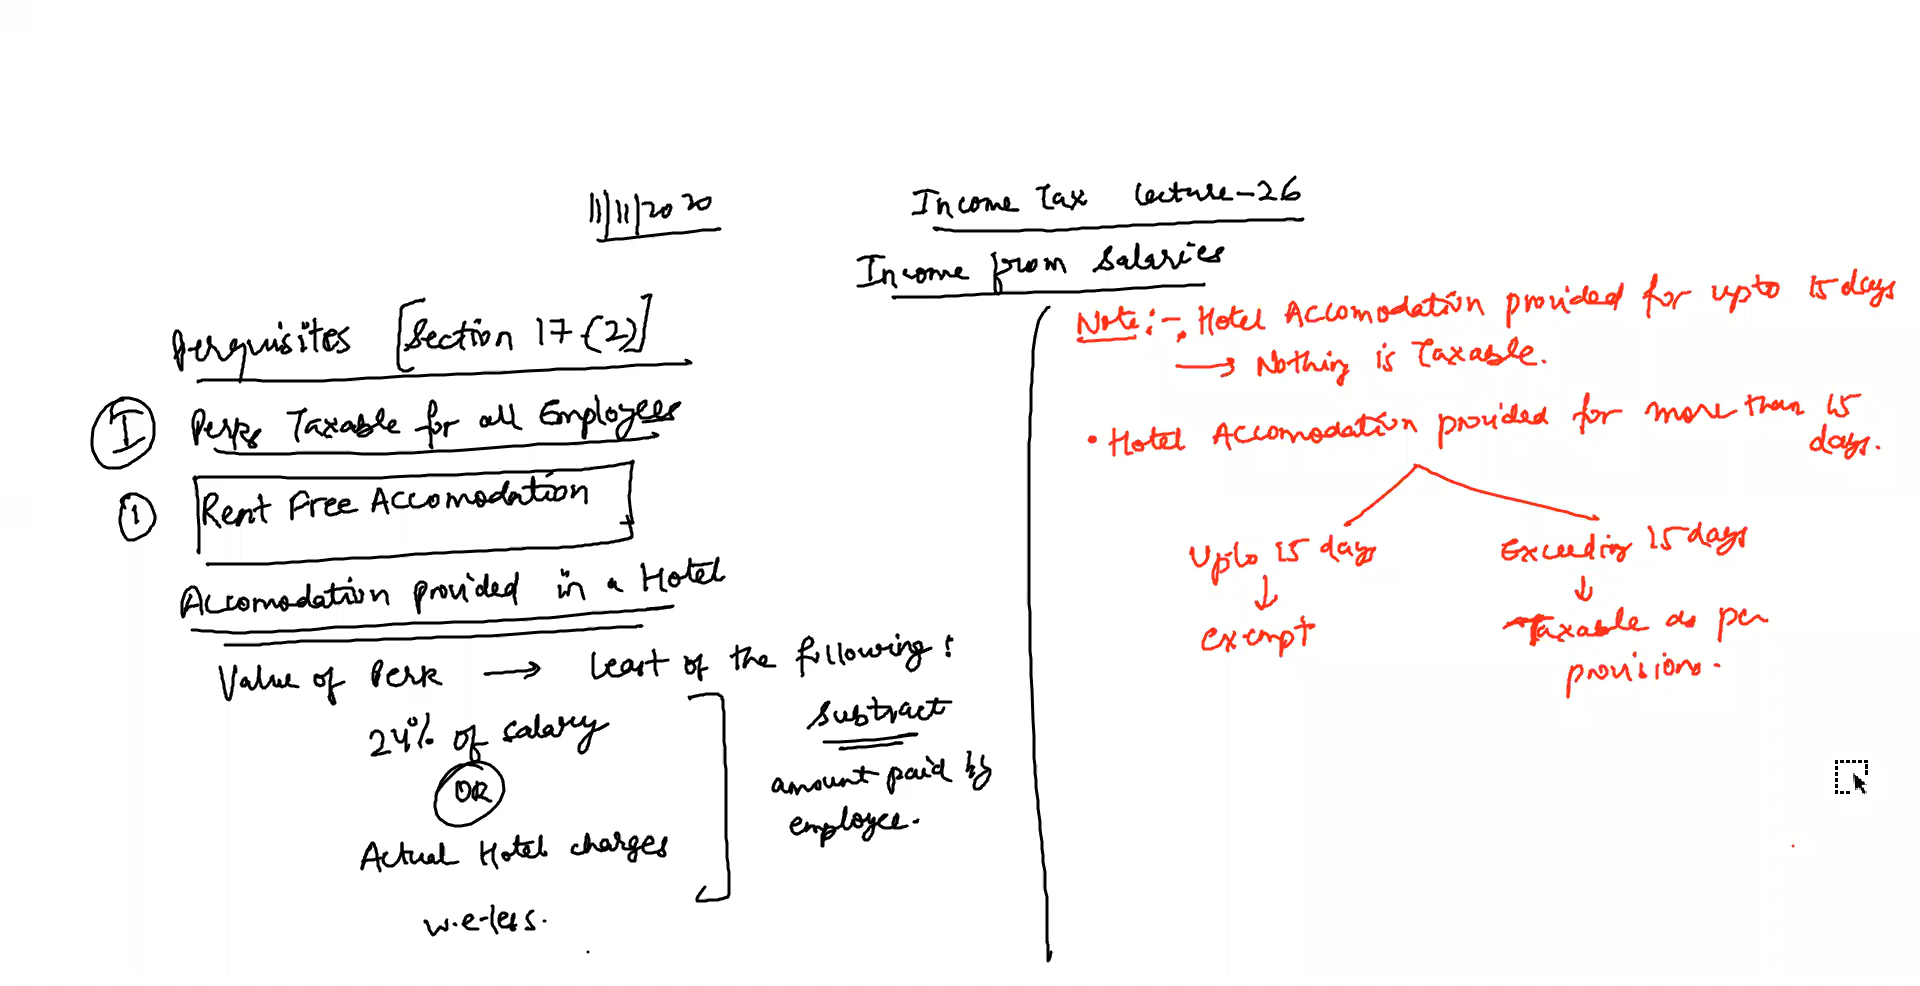 11/11/2020
Income Tax Lecture-26
Income from Salaries
Perquisites [Section 17(2)]
I Perks Taxable for all Employees
1 Rent Free Accomodation
Accomodation provided in a Hotel
Value of Perk → Least of the following:
24% of salary
OR
Actual Hotel charges
w.e-less.
Subtract
amount paid by
employee.
Note:- Hotel Accomodation provided for upto 15 days
→ Nothing is Taxable.
• Hotel Accomodation provided for more than 15
days.
Upto 15 days
↓
exempt
Exceeding 15 days
↓
Taxable as per
provisions.